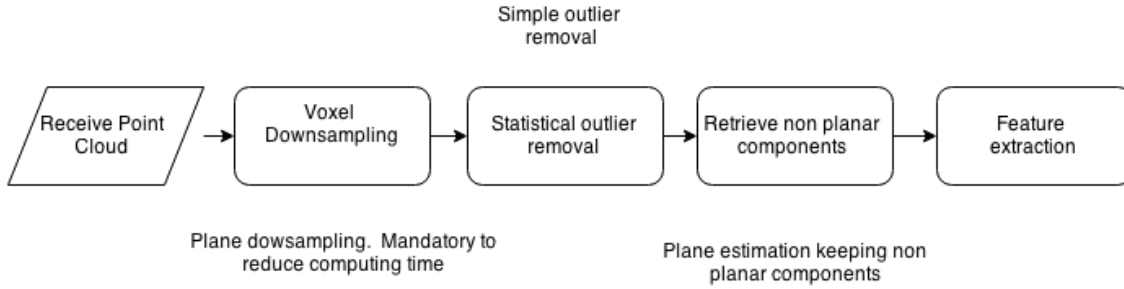 Simple outlier
removal
Receive Point
Cloud
Voxel
Downsampling
Statistical outlier
removal
Retrieve non planar
components
Feature
extraction
Plane dowsampling.  Mandatory to
reduce computing time
Plane estimation keeping non
planar components